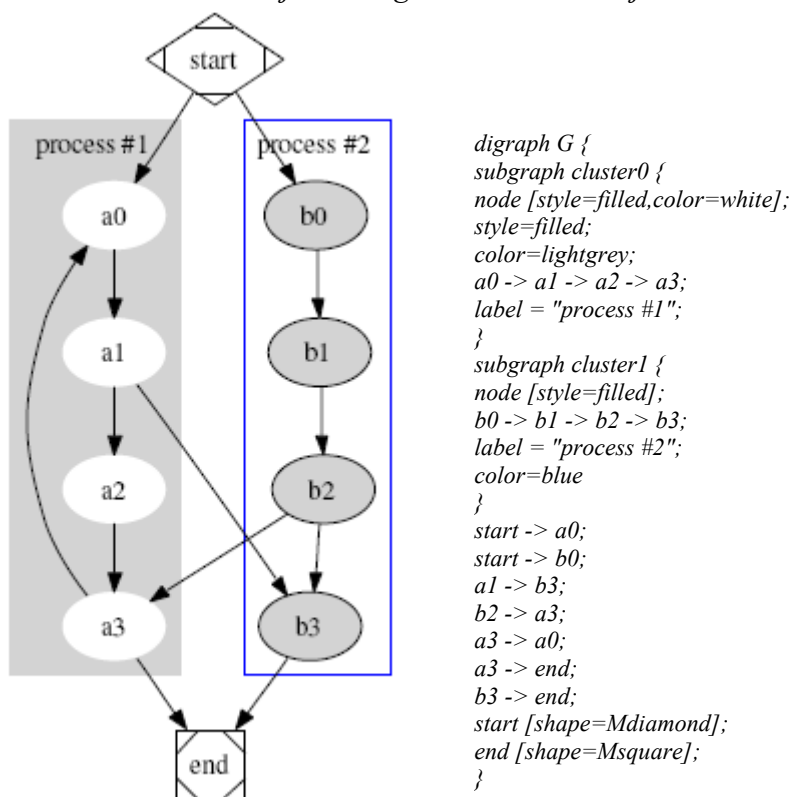 start
process #1
process #2
a0
b0
a1
b1
a2
b2
a3
b3
end
digraph G {
subgraph cluster0 {
node [style=filled,color=white];
style=filled;
color=lightgrey;
a0 -> a1 -> a2 -> a3;
label = "process #1";
}
subgraph cluster1 {
node [style=filled];
b0 -> b1 -> b2 -> b3;
label = "process #2";
color=blue
}
start -> a0;
start -> b0;
a1 -> b3;
b2 -> a3;
a3 -> a0;
a3 -> end;
b3 -> end;
start [shape=Mdiamond];
end [shape=Msquare];
}